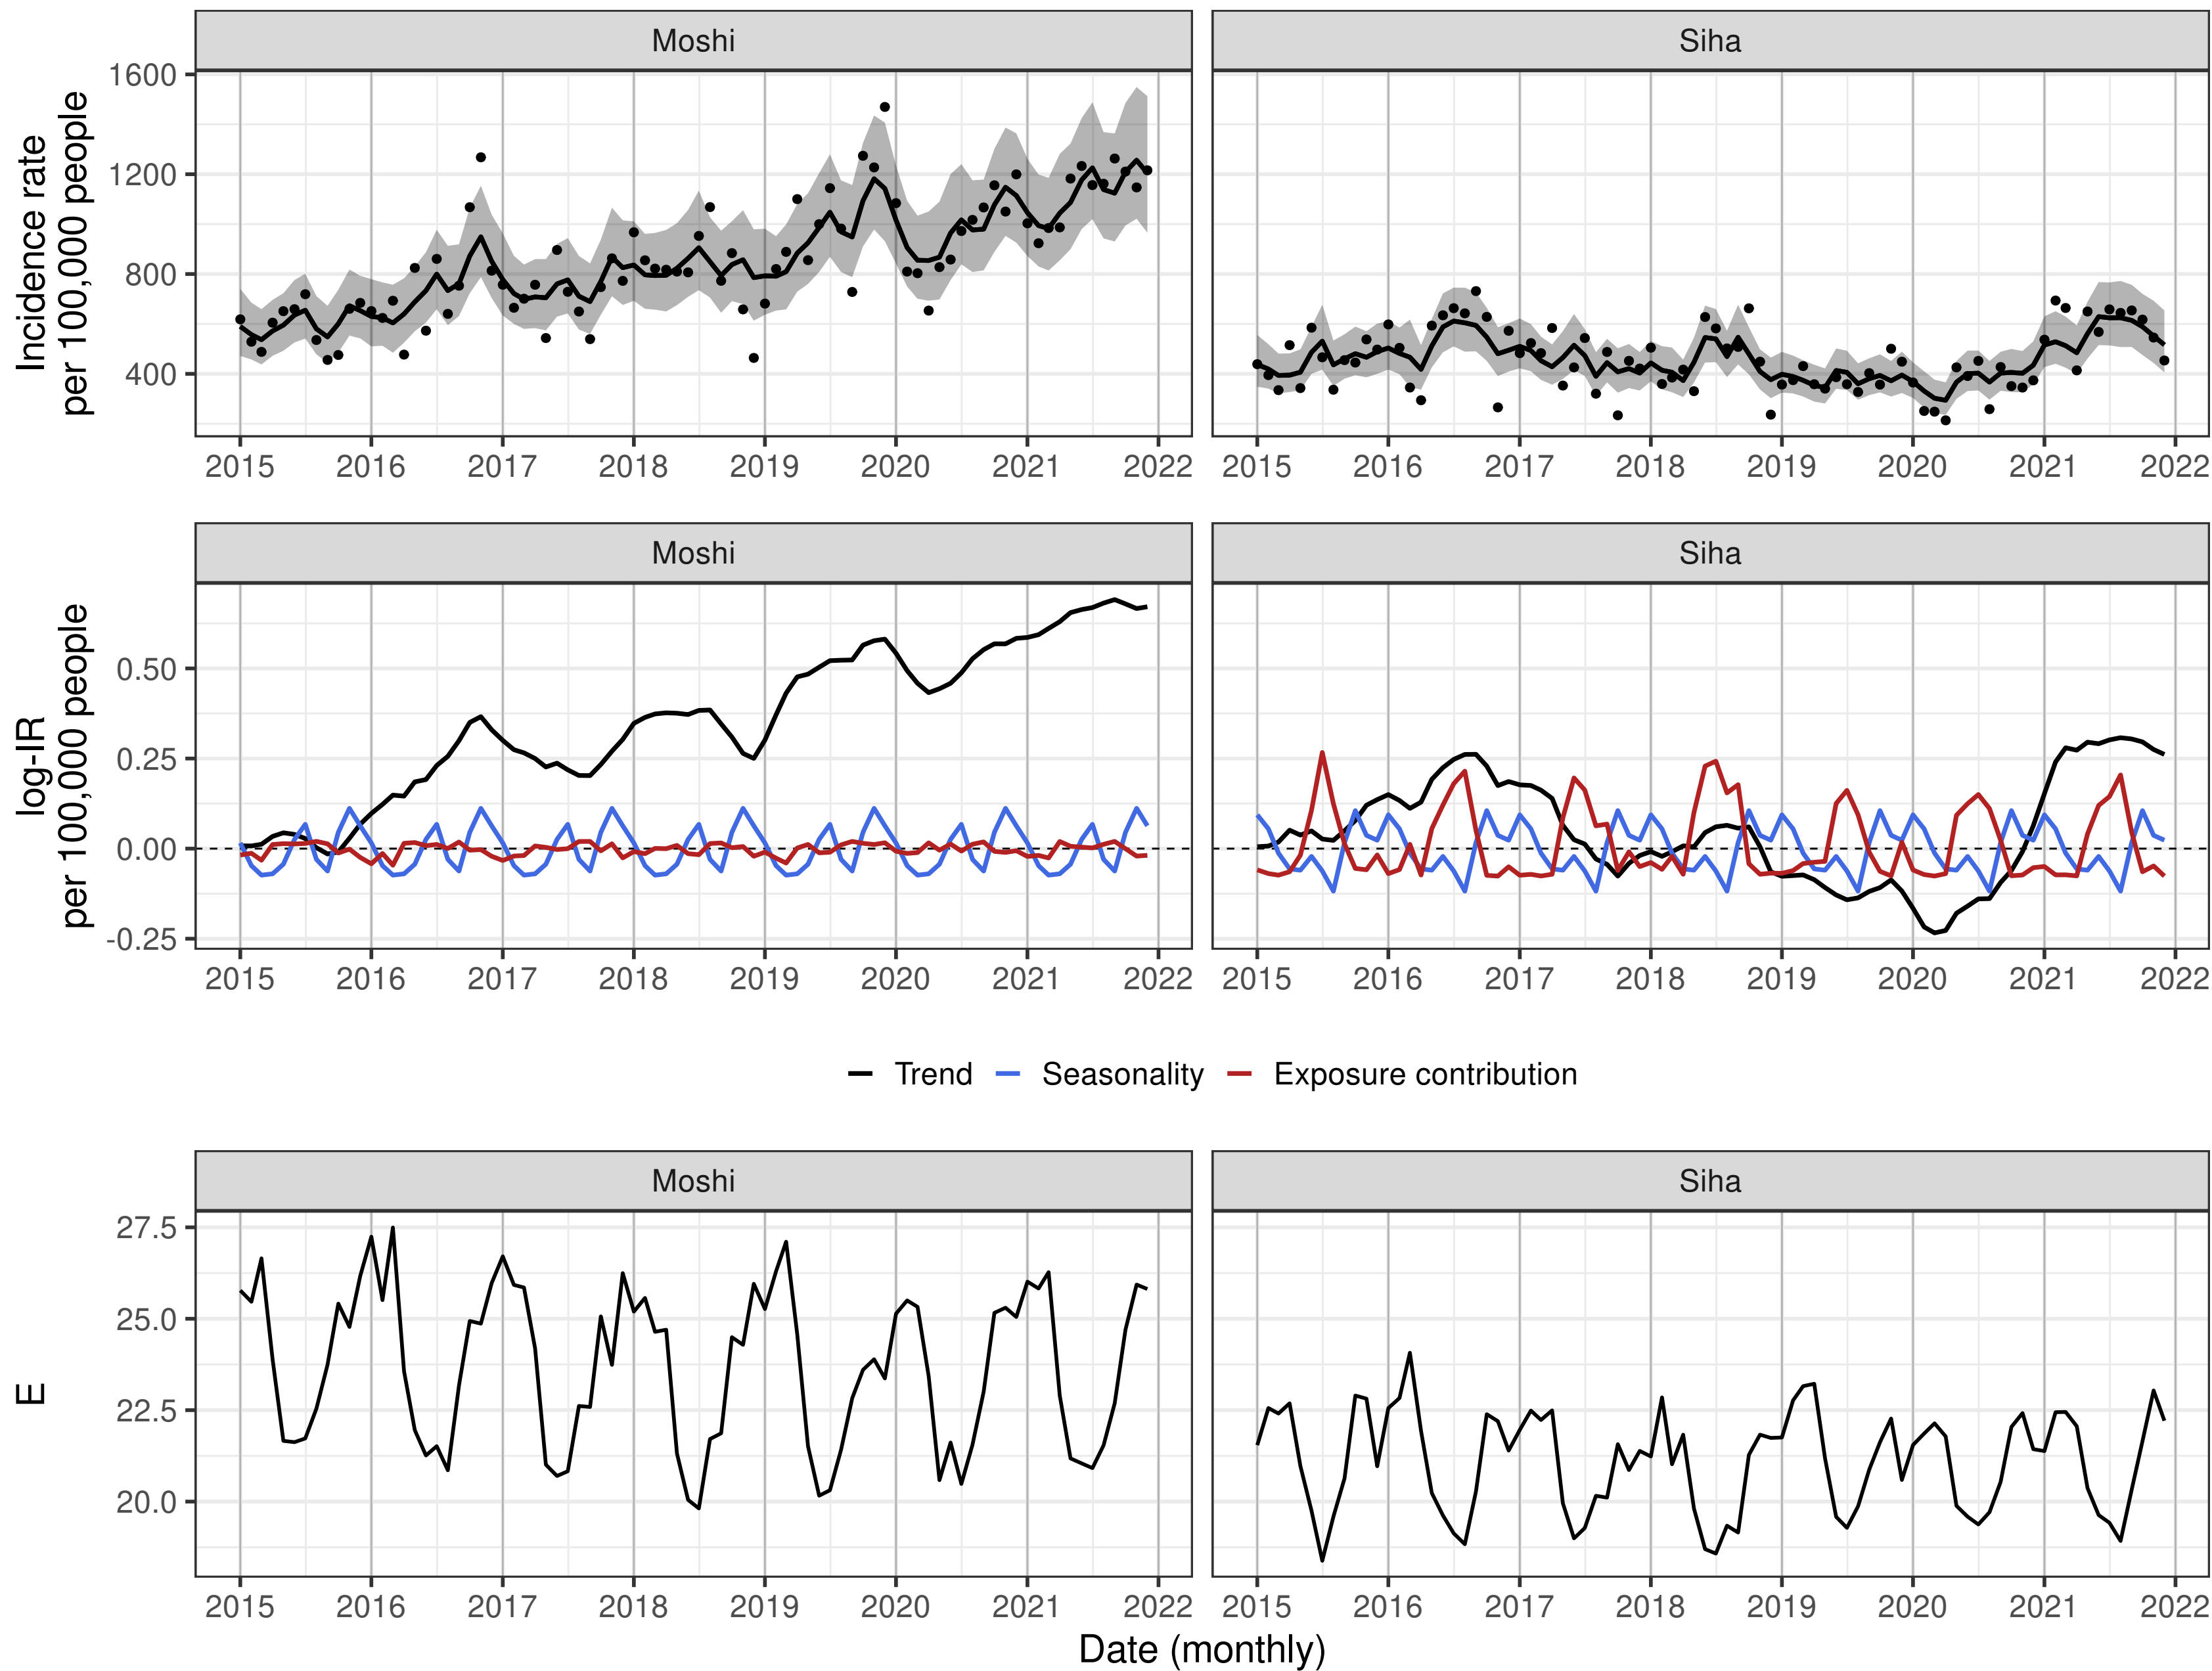 Moshi Siha
Incidence rate
per 100,000 people
1600
1200
800
400
2015 2016 2017 2018 2019 2020 2021 2022 2015 2016 2017 2018 2019 2020 2021 2022
Moshi Siha
log-IR
per 100,000 people
0.50
0.25
0.00
-0.25
2015 2016 2017 2018 2019 2020 2021 2022 2015 2016 2017 2018 2019 2020 2021 2022
Trend Seasonality Exposure contribution
Moshi Siha
E
27.5
25.0
22.5
20.0
2015 2016 2017 2018 2019 2020 2021 2022 2015 2016 2017 2018 2019 2020 2021 2022
Date (monthly)